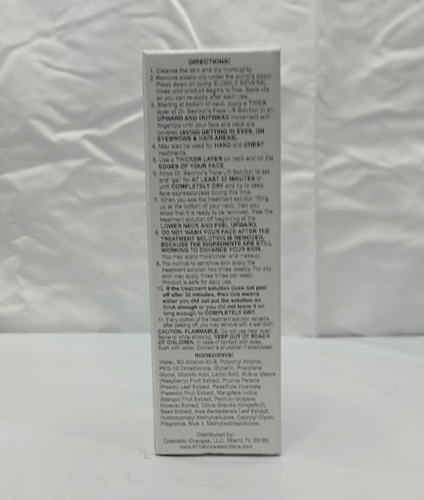 DIRECTIONS:
1. Cleanse the skin and dry thoroughly.
2. Remove plastic clip under the pump's spout.
Press down on pump SLOWLY SEVERAL
times until product begins to flow. Save clip
so you can re-apply after each use.
3. Starting at bottom of neck, apply a THICK
layer of Dr. Face Lift Solution in an
UPWARD AND OUTWARD movement with
fingertips until your face and neck are
covered (AVOID GETTING IN EYES, ON
EYEBROWS & HAIR AREAS).
4. May also be used for HAND and CHEST
treatments.
5. Use a THICKER LAYER on neck and on the
EDGES OF YOUR FACE.
6. Allow Dr. Face Lift Solution to set
and "gel" for AT LEAST 30 MINUTES or
until COMPLETELY DRY and try to keep
face expressionless during this time.
7. When you see the treatment solution lifting
up at the bottom of your neck, then you
know that it is ready to be removed. Peel the
treatment solution off beginning at the
LOWER NECK AND PEEL UPWARD.
8. DO NOT WASH YOUR FACE AFTER THE
TREATMENT SOLUTION IS REMOVED,
BECAUSE THE INGREDIENTS ARE STILL
WORKING TO ENHANCE YOUR SKIN.
You may apply moisturizer and makeup.
9. For normal to sensitive skin apply the
treatment solution two times weekly. For oily
skin may apply three times per week.
Product is safe for daily use.
10. If the treatment solution does not peel
off after 30 minutes, then this means
either you did not put the solution on
thick enough or you did not leave it on
long enough to COMPLETELY DRY.
11. If any portion of the treatment solution remains
after peeling off, you may remove with a wet cloth.
CAUTION: FLAMMABLE. Do not use near open
flame or while smoking. KEEP OUT OF REACH
OF CHILDREN. In case of contact with eyes,
flush with water. Contact a physician if swallowed.
INGREDIENTS:
Water, SD Alcohol 40-B, Polyvinyl Alcohol,
PEG-12 Dimethicone, Glycerin, Propylene
Glycol, Glycolic Acid, Lactic Acid, Rubus Idaeus
(Raspberry) Fruit Extract, Prunus Persica
(Peach) Leaf Extract, Passiflora Incarnata
(Passion) Fruit Extract, Mangifera Indica
(Mango) Fruit Extract, Psidium Guajava
(Guava) Extract, Citrus Grandis (Grapefruit)
Seed Extract, Aloe Barbadensis Leaf Extract,
Hydroxypropyl Methylcellulose, Caprylyl Glycol,
Fragrance, Blue 1, Methylisothiazolinone.
Distributed by:
Cosmetic Changes, LLC. Miami, FL 33180